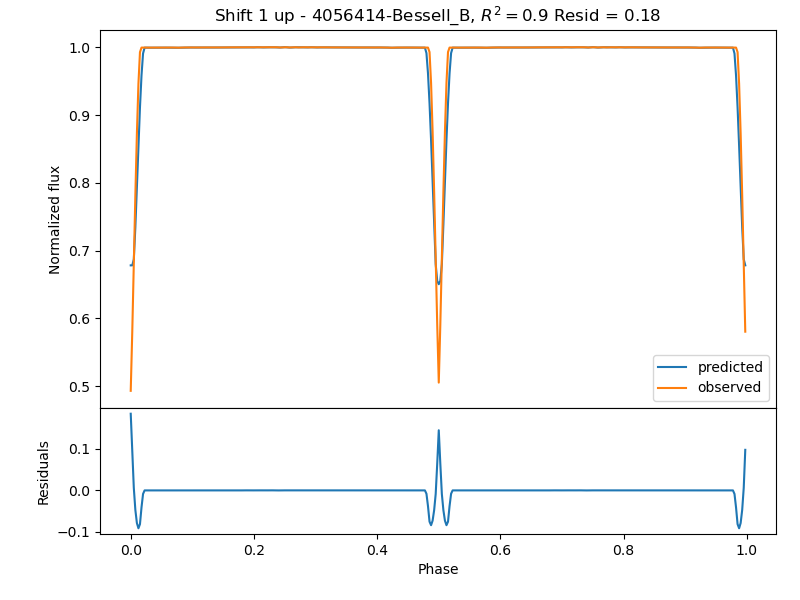 Shift 1 up - 4056414-Bessell_B, R² = 0.9 Resid = 0.18
1.0
0.9
0.8
0.7
0.6
0.5
Normalized flux
predicted
observed
0.1
0.0
−0.1
Residuals
0.0 0.2 0.4 0.6 0.8 1.0
Phase